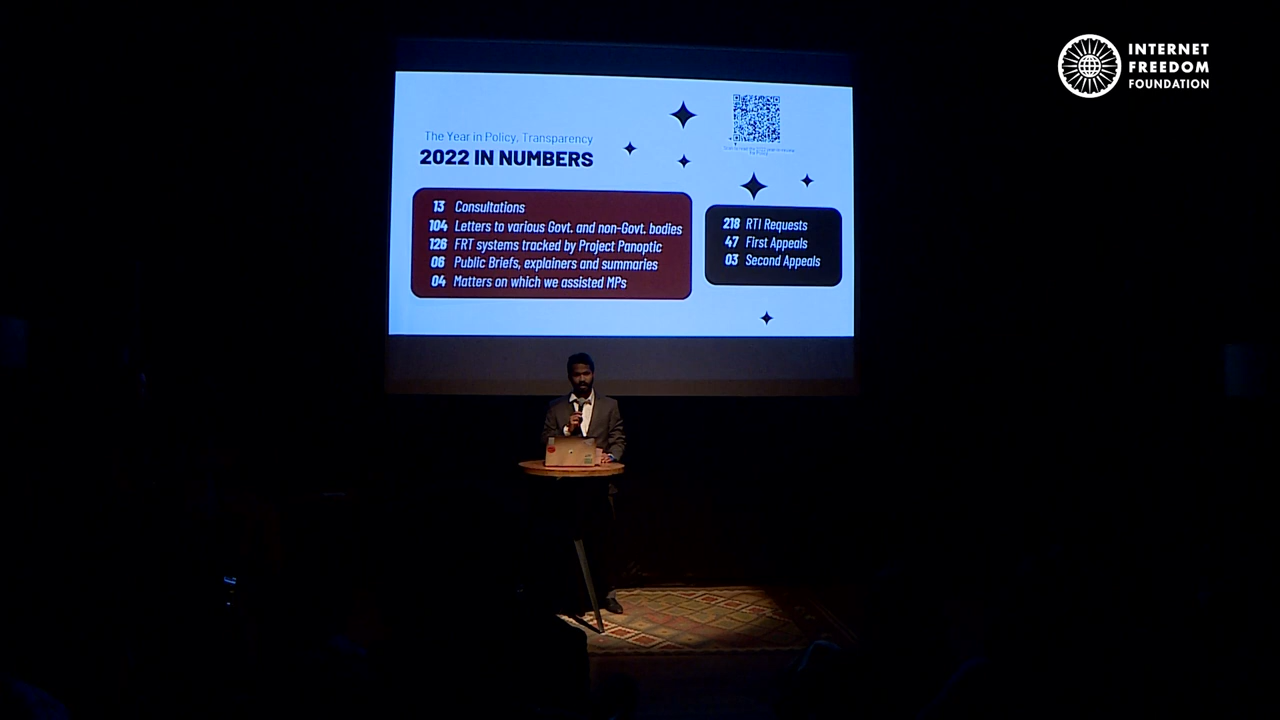 INTERNET
FREEDOM
FOUNDATION
The Year in Policy, Transparency
2022 IN NUMBERS
13 Consultations
104 Letters to various Govt. and non-Govt. bodies
126 FRT systems tracked by Project Panoptic
06 Public Briefs, explainers and summaries
04 Matters on which we assisted MPs
218 RTI Requests
47 First Appeals
03 Second Appeals